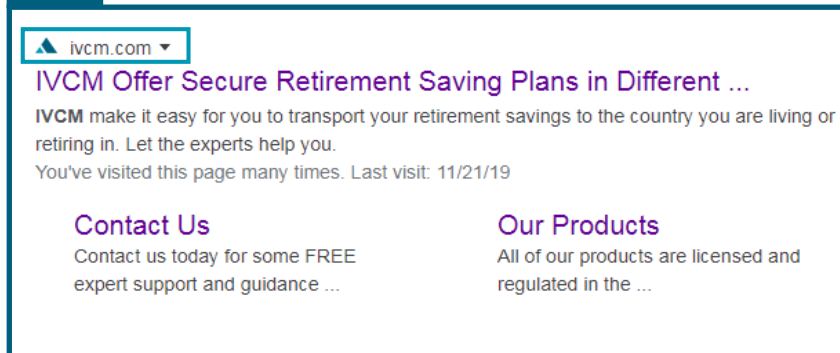 ivcm.com
IVCM Offer Secure Retirement Saving Plans in Different ...
IVCM make it easy for you to transport your retirement savings to the country you are living or
retiring in. Let the experts help you.
You've visited this page many times. Last visit: 11/21/19
Contact Us
Contact us today for some FREE
expert support and guidance ...
Our Products
All of our products are licensed and
regulated in the ...